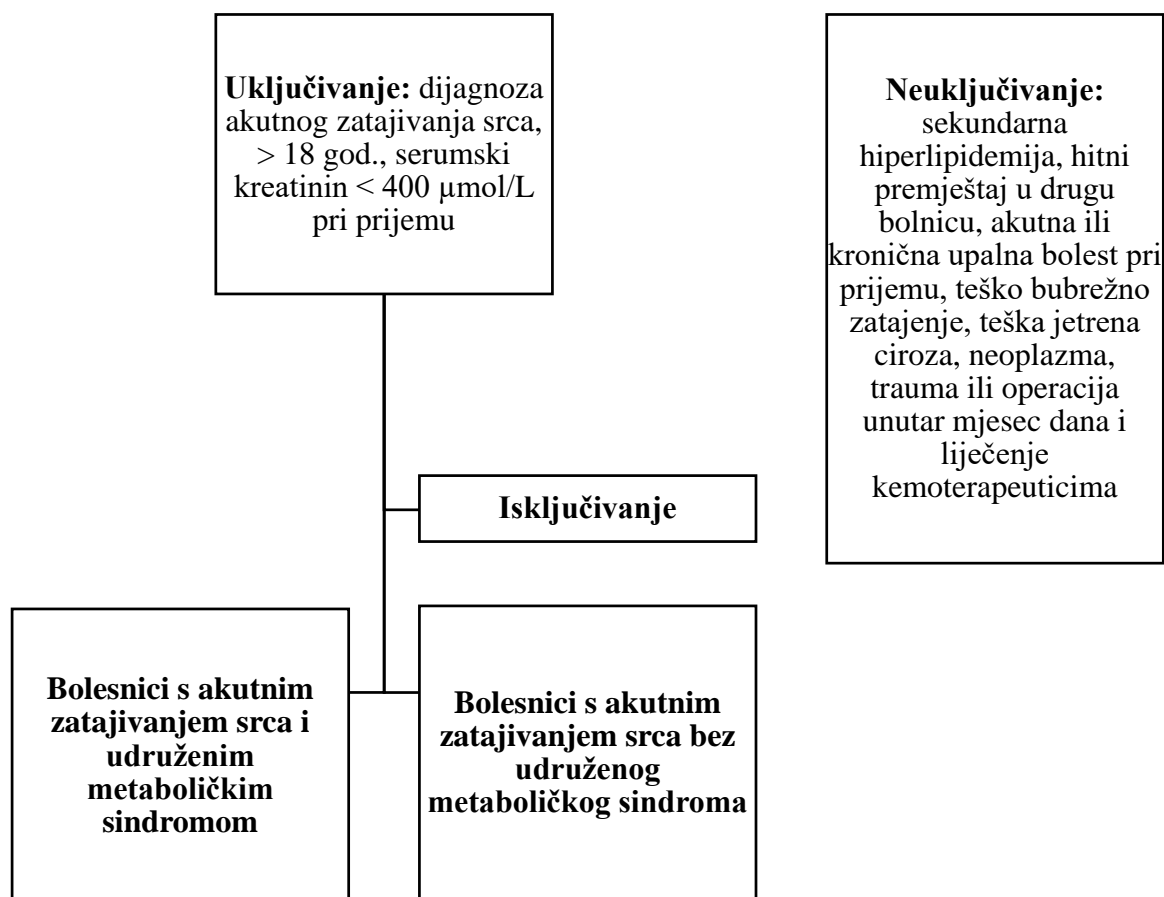 Uključivanje: dijagnoza
akutnog zatajivanja srca,
> 18 god., serumski
kreatinin < 400 µmol/L
pri prijemu
Neuključivanje:
sekundarna
hiperlipidemija, hitni
premještaj u drugu
bolnicu, akutna ili
kronična upalna bolest pri
prijemu, teško bubrežno
zatajenje, teška jetrena
ciroza, neoplazma,
trauma ili operacija
unutar mjesec dana i
liječenje
kemoterapeuticima
Isključivanje
Bolesnici s akutnim
zatajivanjem srca i
udruženim
metaboličkim
sindromom
Bolesnici s akutnim
zatajivanjem srca bez
udruženog
metaboličkog sindroma